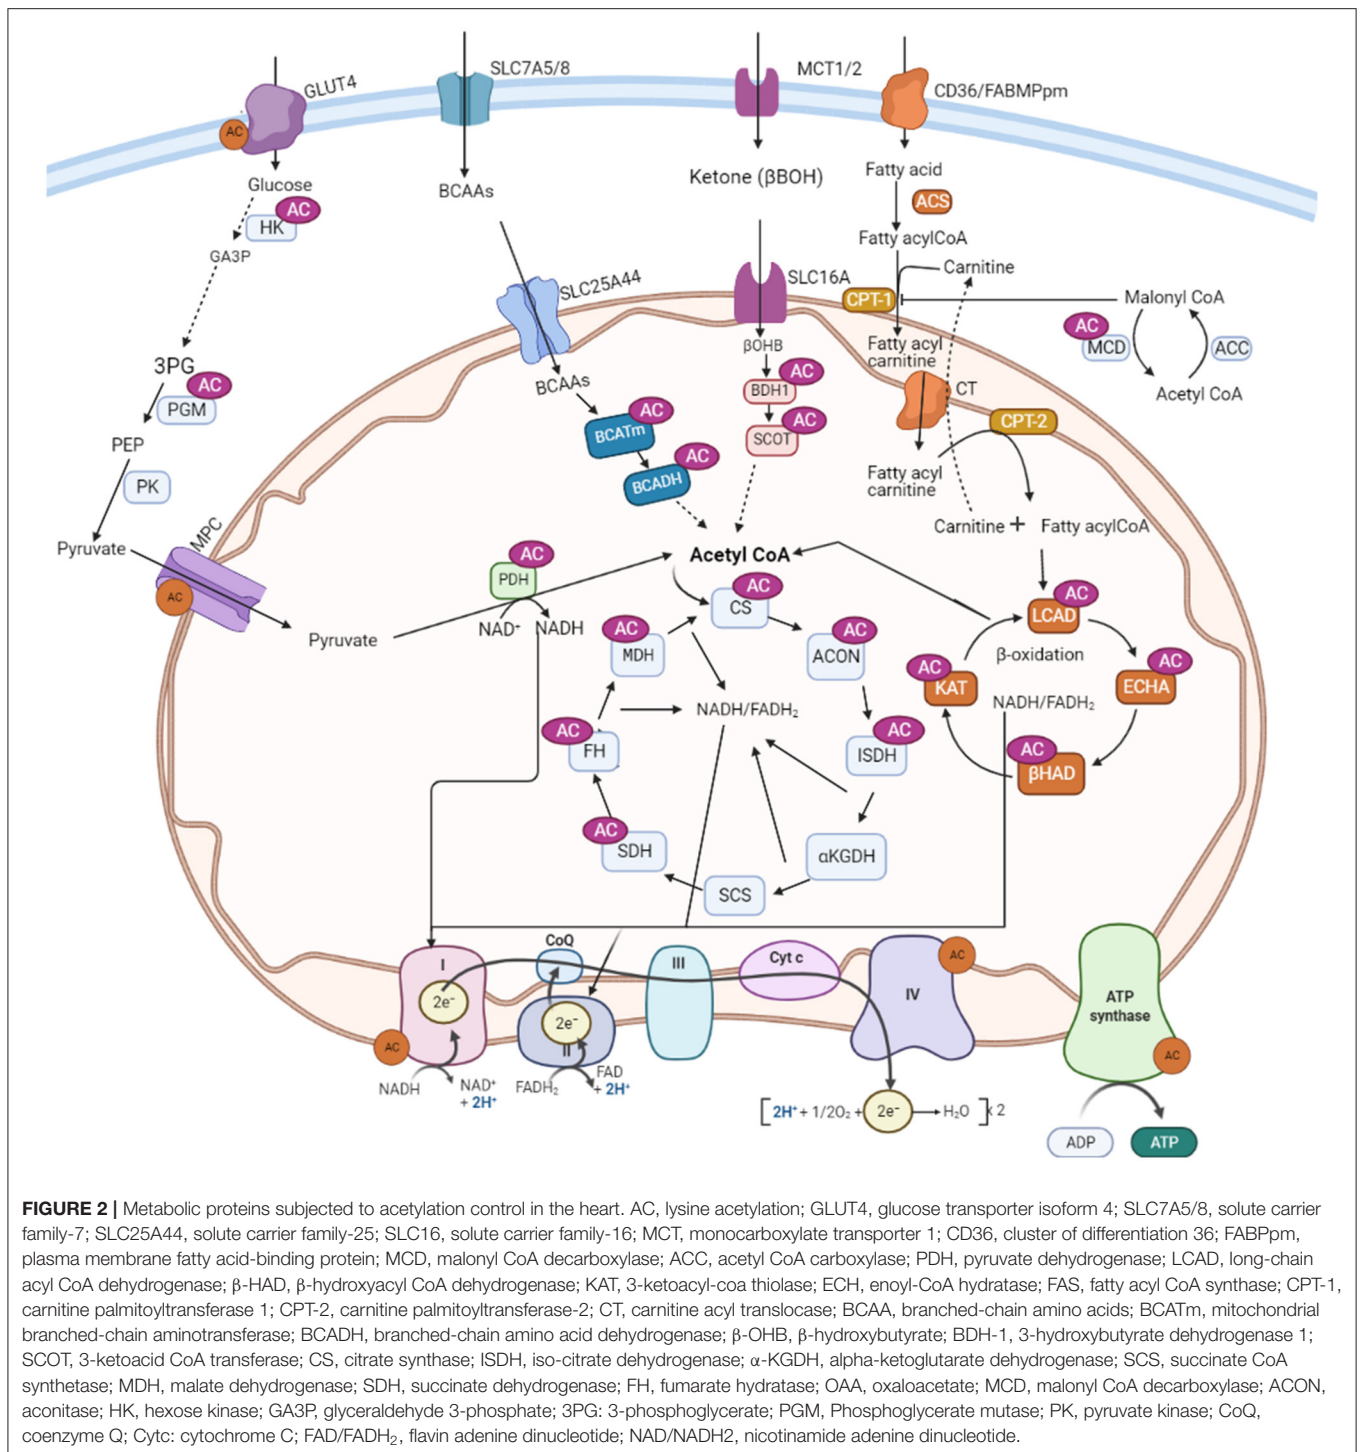 GLUT4
SLC7A5/8
MCT1/2
CD36/FABMPpm
AC
Glucose
BCAAs
Ketone (βBOH)
Fatty acid
ACS
AC
HK
GA3P
Fatty acylCoA
Carnitine
SLC25A44
SLC16A
CPT-1
Malonyl CoA
AC
MCD
ACC
Acetyl CoA
3PG
AC
PGM
PEP
PK
Pyruvate
MPC
AC
BCAAs
AC
BCATm
AC
BCADH
βOHB
AC
BDH1
AC
SCOT
Fatty acyl
carnitine
CT
CPT-2
Fatty acyl
carnitine
Carnitine + Fatty acylCoA
Acetyl CoA
Pyruvate
AC
PDH
NAD⁺
NADH
AC
CS
AC
MDH
AC
ACON
AC
LCAD
β-oxidation
AC
KAT
AC
ECHA
NADH/FADH₂
AC
βHAD
NADH/FADH₂
AC
FH
AC
ISDH
AC
SDH
αKGDH
SCS
I
2e⁻
AC
CoQ
2e⁻
II
III
Cyt c
IV
AC
ATP
synthase
AC
NADH
NAD⁺
+ 2H⁺
FADH₂
FAD
+ 2H⁺
[2H⁺ + 1/2O₂ + 2e⁻ H₂O] x 2
ADP
ATP
FIGURE 2 | Metabolic proteins subjected to acetylation control in the heart. AC, lysine acetylation; GLUT4, glucose transporter isoform 4; SLC7A5/8, solute carrier
family-7; SLC25A44, solute carrier family-25; SLC16, solute carrier family-16; MCT, monocarboxylate transporter 1; CD36, cluster of differentiation 36; FABPpm,
plasma membrane fatty acid-binding protein; MCD, malonyl CoA decarboxylase; ACC, acetyl CoA carboxylase; PDH, pyruvate dehydrogenase; LCAD, long-chain
acyl CoA dehydrogenase; β-HAD, β-hydroxyacyl CoA dehydrogenase; KAT, 3-ketoacyl-coa thiolase; ECH, enoyl-CoA hydratase; FAS, fatty acyl CoA synthase; CPT-1,
carnitine palmitoyltransferase 1; CPT-2, carnitine palmitoyltransferase-2; CT, carnitine acyl translocase; BCAA, branched-chain amino acids; BCATm, mitochondrial
branched-chain aminotransferase; BCADH, branched-chain amino acid dehydrogenase; β-OHB, β-hydroxybutyrate; BDH-1, 3-hydroxybutyrate dehydrogenase 1;
SCOT, 3-ketoacid CoA transferase; CS, citrate synthase; ISDH, iso-citrate dehydrogenase; α-KGDH, alpha-ketoglutarate dehydrogenase; SCS, succinate CoA
synthetase; MDH, malate dehydrogenase; SDH, succinate dehydrogenase; FH, fumarate hydratase; OAA, oxaloacetate; MCD, malonyl CoA decarboxylase; ACON,
aconitase; HK, hexose kinase; GA3P, glyceraldehyde 3-phosphate; 3PG: 3-phosphoglycerate; PGM, Phosphoglycerate mutase; PK, pyruvate kinase; CoQ,
coenzyme Q; Cytc: cytochrome C; FAD/FADH₂, flavin adenine dinucleotide; NAD/NADH2, nicotinamide adenine dinucleotide.